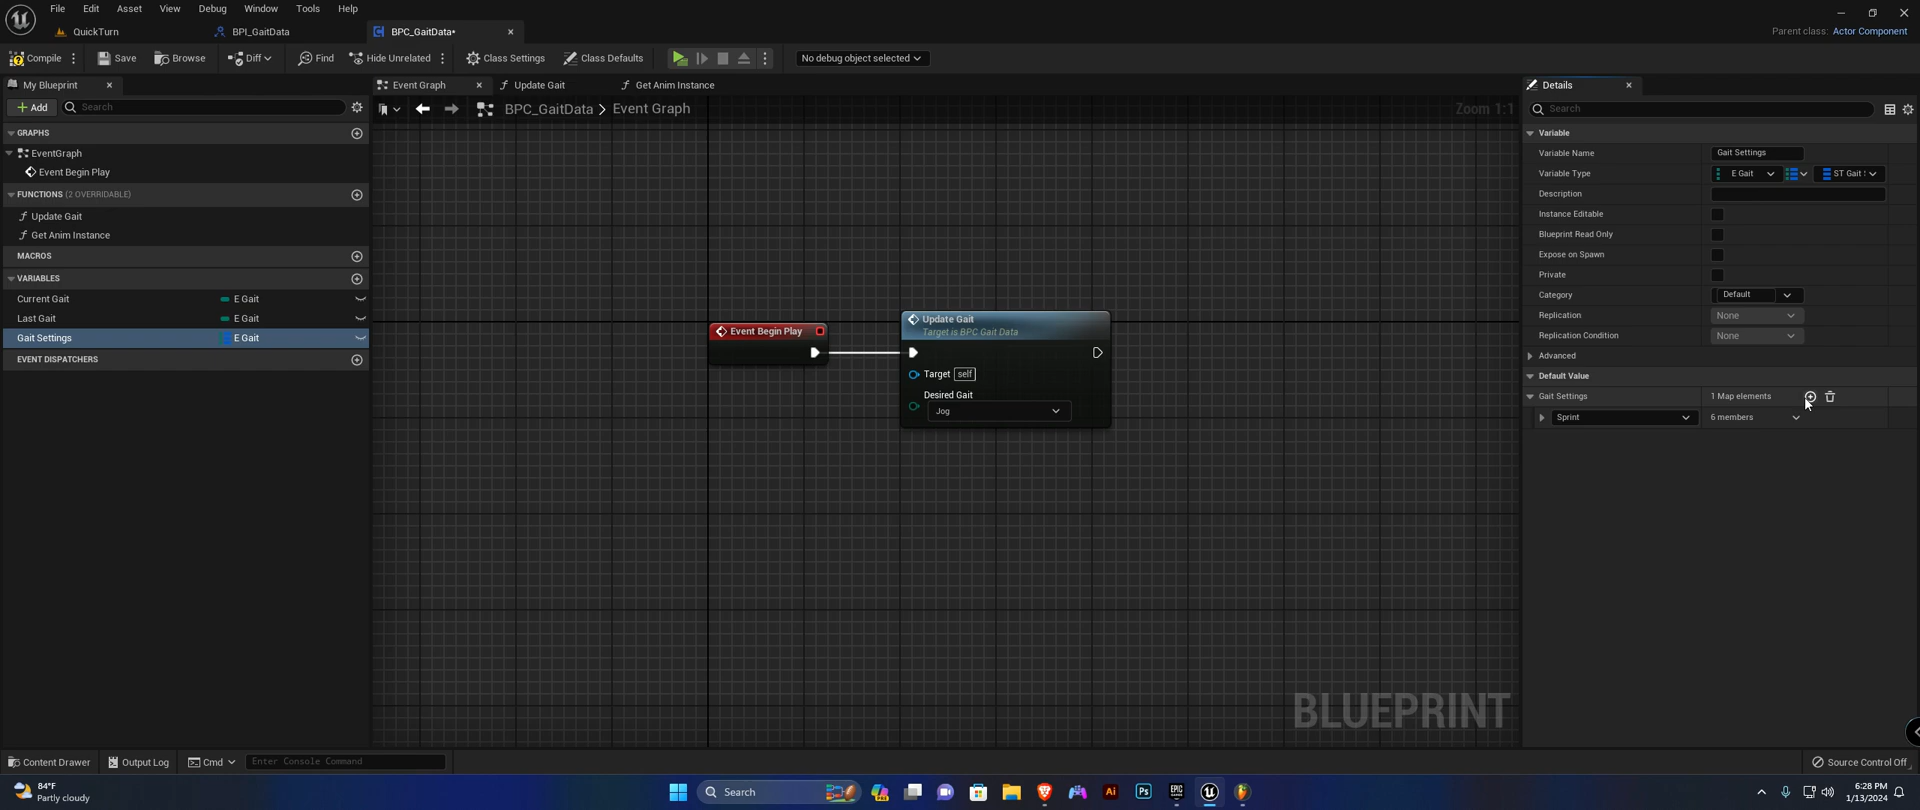 File Edit Asset View Debug Window Tools Help
QuickTurn BPI_GaitData BPC_GaitData•
Parent class: Actor Component
Compile Save Browse Diff Find Hide Unrelated Class Settings Class Defaults No debug object selected
My Blueprint
Event Graph Update Gait Get Anim Instance
Details
Add Search
BPC_GaitData > Event Graph
Zoom 1:1
Search
GRAPHS
EventGraph
Event Begin Play
FUNCTIONS (2 OVERRIDABLE)
Update Gait
Get Anim Instance
MACROS
VARIABLES
Current Gait E Gait
Last Gait E Gait
Gait Settings E Gait
EVENT DISPATCHERS
Event Begin Play
Update Gait
Target is BPC Gait Data
Target self
Desired Gait
Jog
BLUEPRINT
Variable
Variable Name Gait Settings
Variable Type E Gait ST Gait
Description
Instance Editable
Blueprint Read Only
Expose on Spawn
Private
Category Default
Replication None
Replication Condition None
Advanced
Default Value
Gait Settings 1 Map elements
Sprint 6 members
Content Drawer Output Log Cmd Enter Console Command
Source Control Off
84°F
Partly cloudy
Search
6:28 PM
1/13/2024